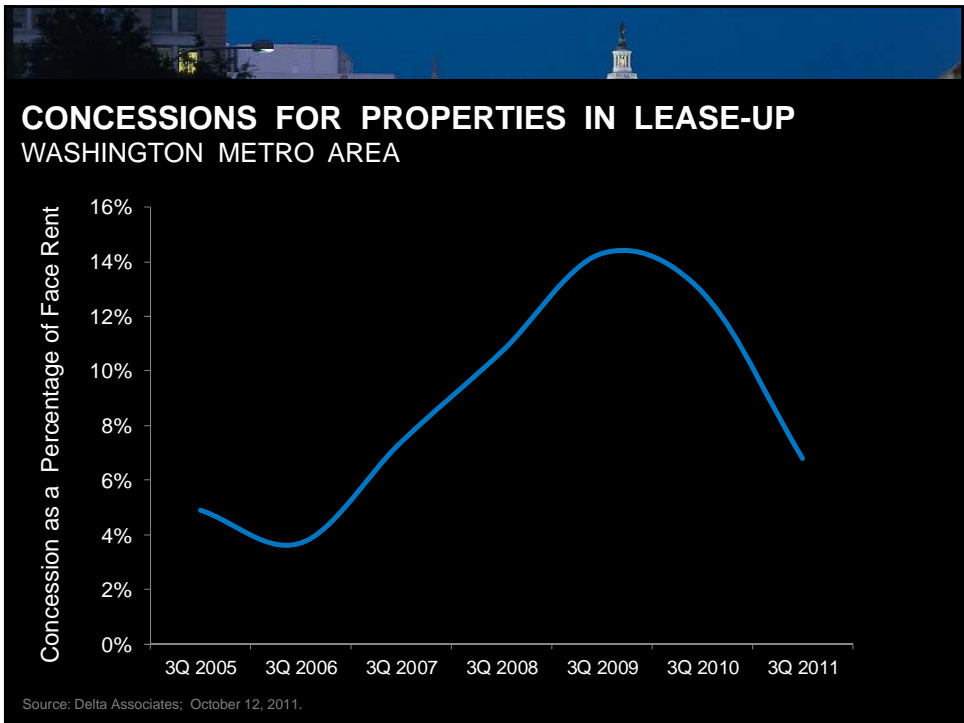 CONCESSIONS FOR PROPERTIES IN LEASE-UP
WASHINGTON METRO AREA
Concession as a Percentage of Face Rent
16%
14%
12%
10%
8%
6%
4%
2%
0%
3Q 2005 3Q 2006 3Q 2007 3Q 2008 3Q 2009 3Q 2010 3Q 2011
Source: Delta Associates; October 12, 2011.